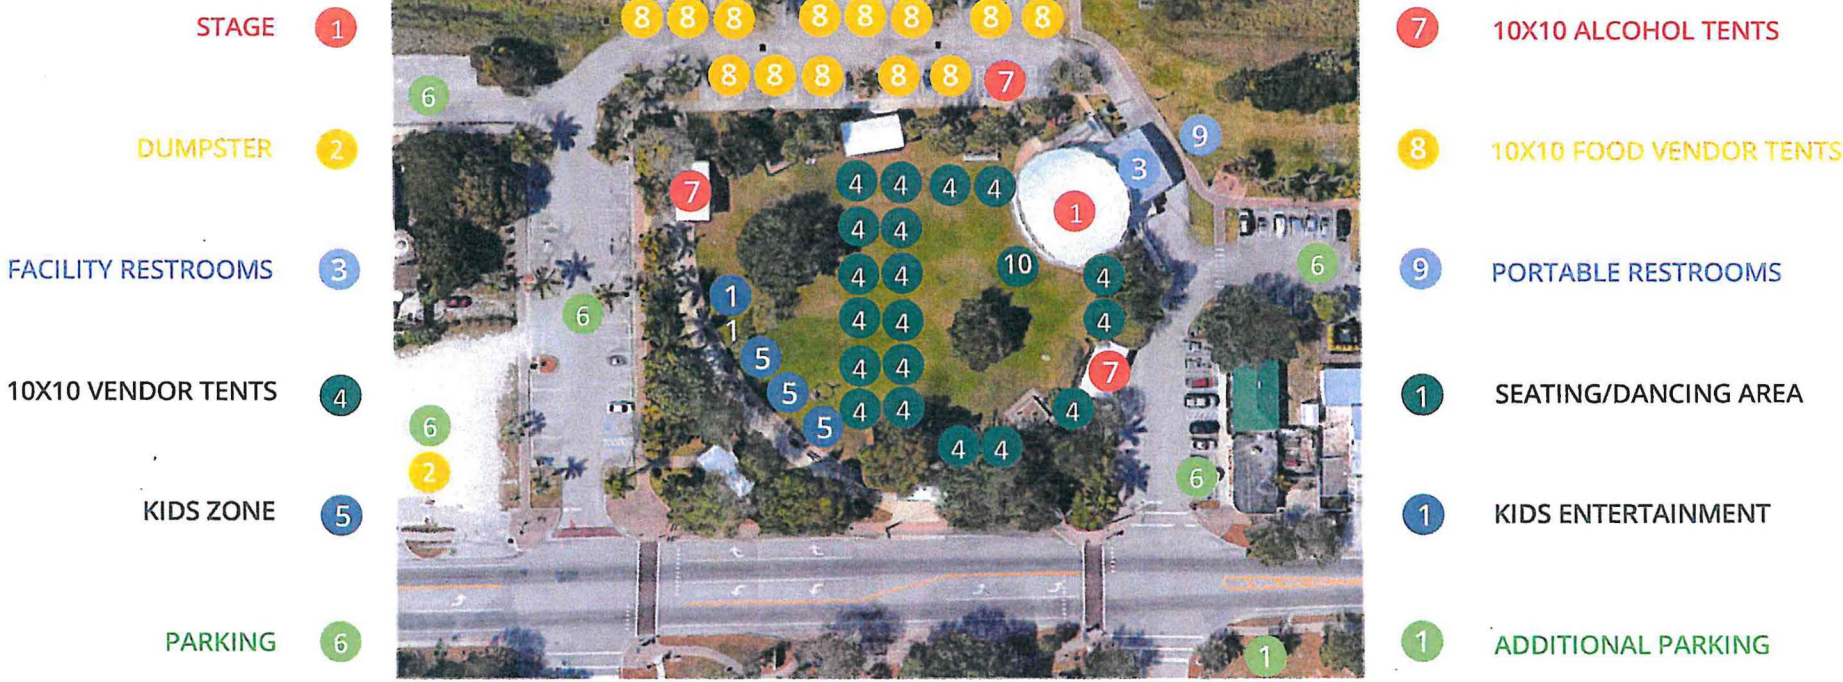 STAGE 1
DUMPSTER 2
FACILITY RESTROOMS 3
10X10 VENDOR TENTS 4
KIDS ZONE 5
PARKING 6
8 8 8 8 8 8 8 8
8 8 8 8 8 7
6
9
3
7 4 4 4 4
1
4 4
10
6
4 4 4
1
6
1
4 4 4
5
4 4 7
5
4 4 4
5
6
4 4
2
6
1
7 10X10 ALCOHOL TENTS
8 10X10 FOOD VENDOR TENTS
9 PORTABLE RESTROOMS
1 SEATING/DANCING AREA
1 KIDS ENTERTAINMENT
1 ADDITIONAL PARKING